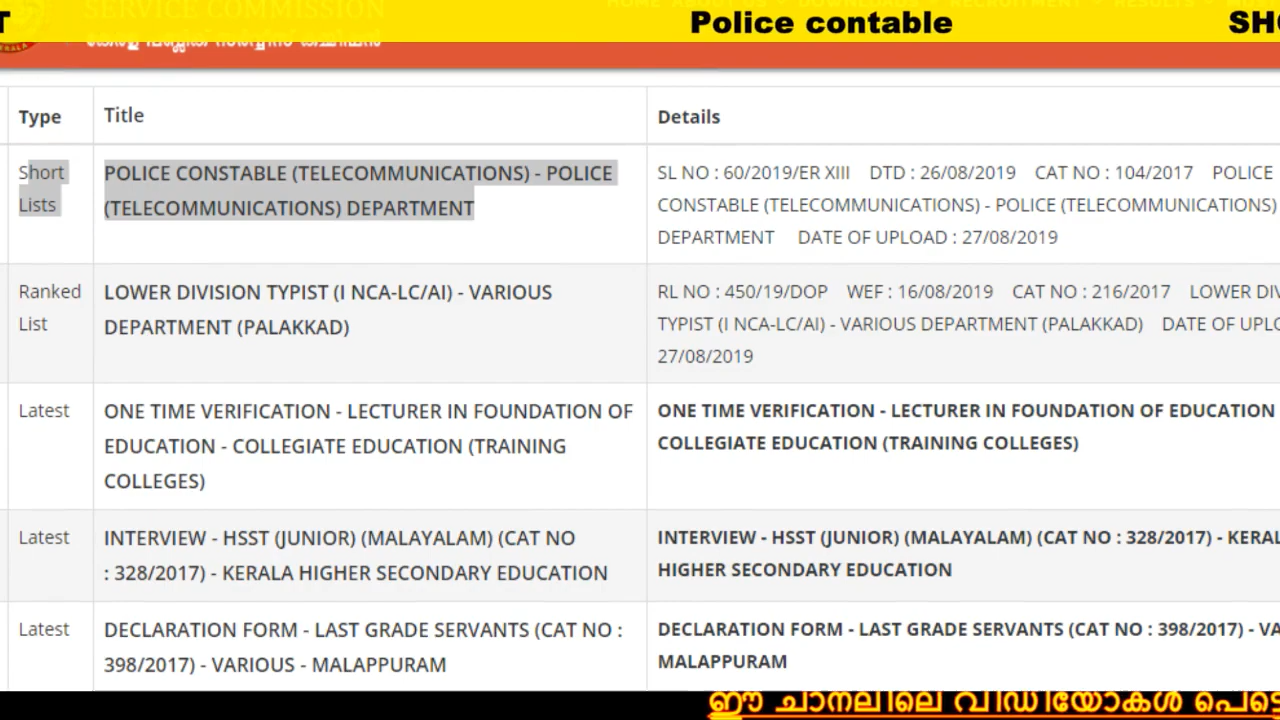 T Police contable SHO
SERVICE COMMISSION
Type Title Details
Short Lists
POLICE CONSTABLE (TELECOMMUNICATIONS) - POLICE
(TELECOMMUNICATIONS) DEPARTMENT
SL NO : 60/2019/ER XIII DTD : 26/08/2019 CAT NO : 104/2017 POLICE
CONSTABLE (TELECOMMUNICATIONS) - POLICE (TELECOMMUNICATIONS)
DEPARTMENT DATE OF UPLOAD : 27/08/2019
Ranked
List
LOWER DIVISION TYPIST (I NCA-LC/AI) - VARIOUS
DEPARTMENT (PALAKKAD)
RL NO : 450/19/DOP WEF : 16/08/2019 CAT NO : 216/2017 LOWER DIV
TYPIST (I NCA-LC/AI) - VARIOUS DEPARTMENT (PALAKKAD) DATE OF UPLO
27/08/2019
Latest
ONE TIME VERIFICATION - LECTURER IN FOUNDATION OF
EDUCATION - COLLEGIATE EDUCATION (TRAINING
COLLEGES)
ONE TIME VERIFICATION - LECTURER IN FOUNDATION OF EDUCATION
COLLEGIATE EDUCATION (TRAINING COLLEGES)
Latest
INTERVIEW - HSST (JUNIOR) (MALAYALAM) (CAT NO
: 328/2017) - KERALA HIGHER SECONDARY EDUCATION
INTERVIEW - HSST (JUNIOR) (MALAYALAM) (CAT NO : 328/2017) - KERAL
HIGHER SECONDARY EDUCATION
Latest
DECLARATION FORM - LAST GRADE SERVANTS (CAT NO :
398/2017) - VARIOUS - MALAPPURAM
DECLARATION FORM - LAST GRADE SERVANTS (CAT NO : 398/2017) - VA
MALAPPURAM
ഈ ചാനലിലെ വിഡിയോകൾ പെട്ടെ